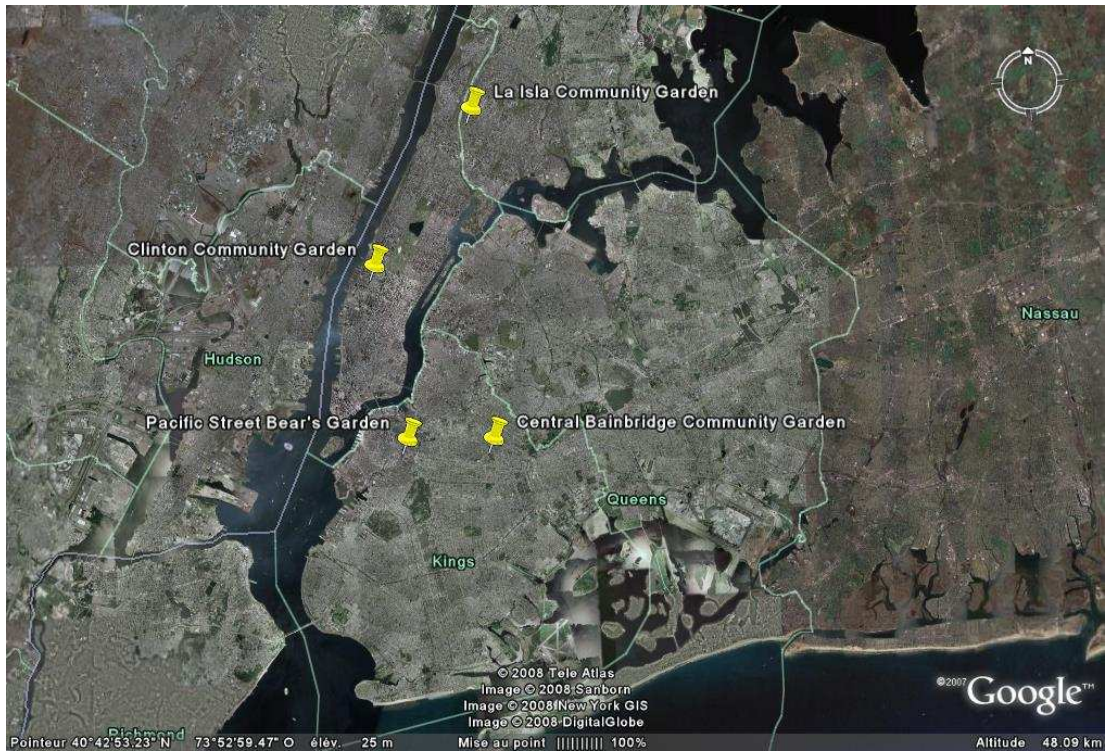 La Isla Community Garden
N
Clinton Community Garden
Nassau
Hudson
Pacific Street Bear's Garden
Central Bainbridge Community Garden
Queens
Kings
© 2008 Tele Atlas
Image © 2008 Sanborn
Image © 2008 New York GIS
Image © 2008 DigitalGlobe
©2007 Google™
Richmond
Pointeur 40°42'53.23" N 73°52'59.47" O élév. 25 m Mise au point |||||||||| 100% Altitude 48.09 km